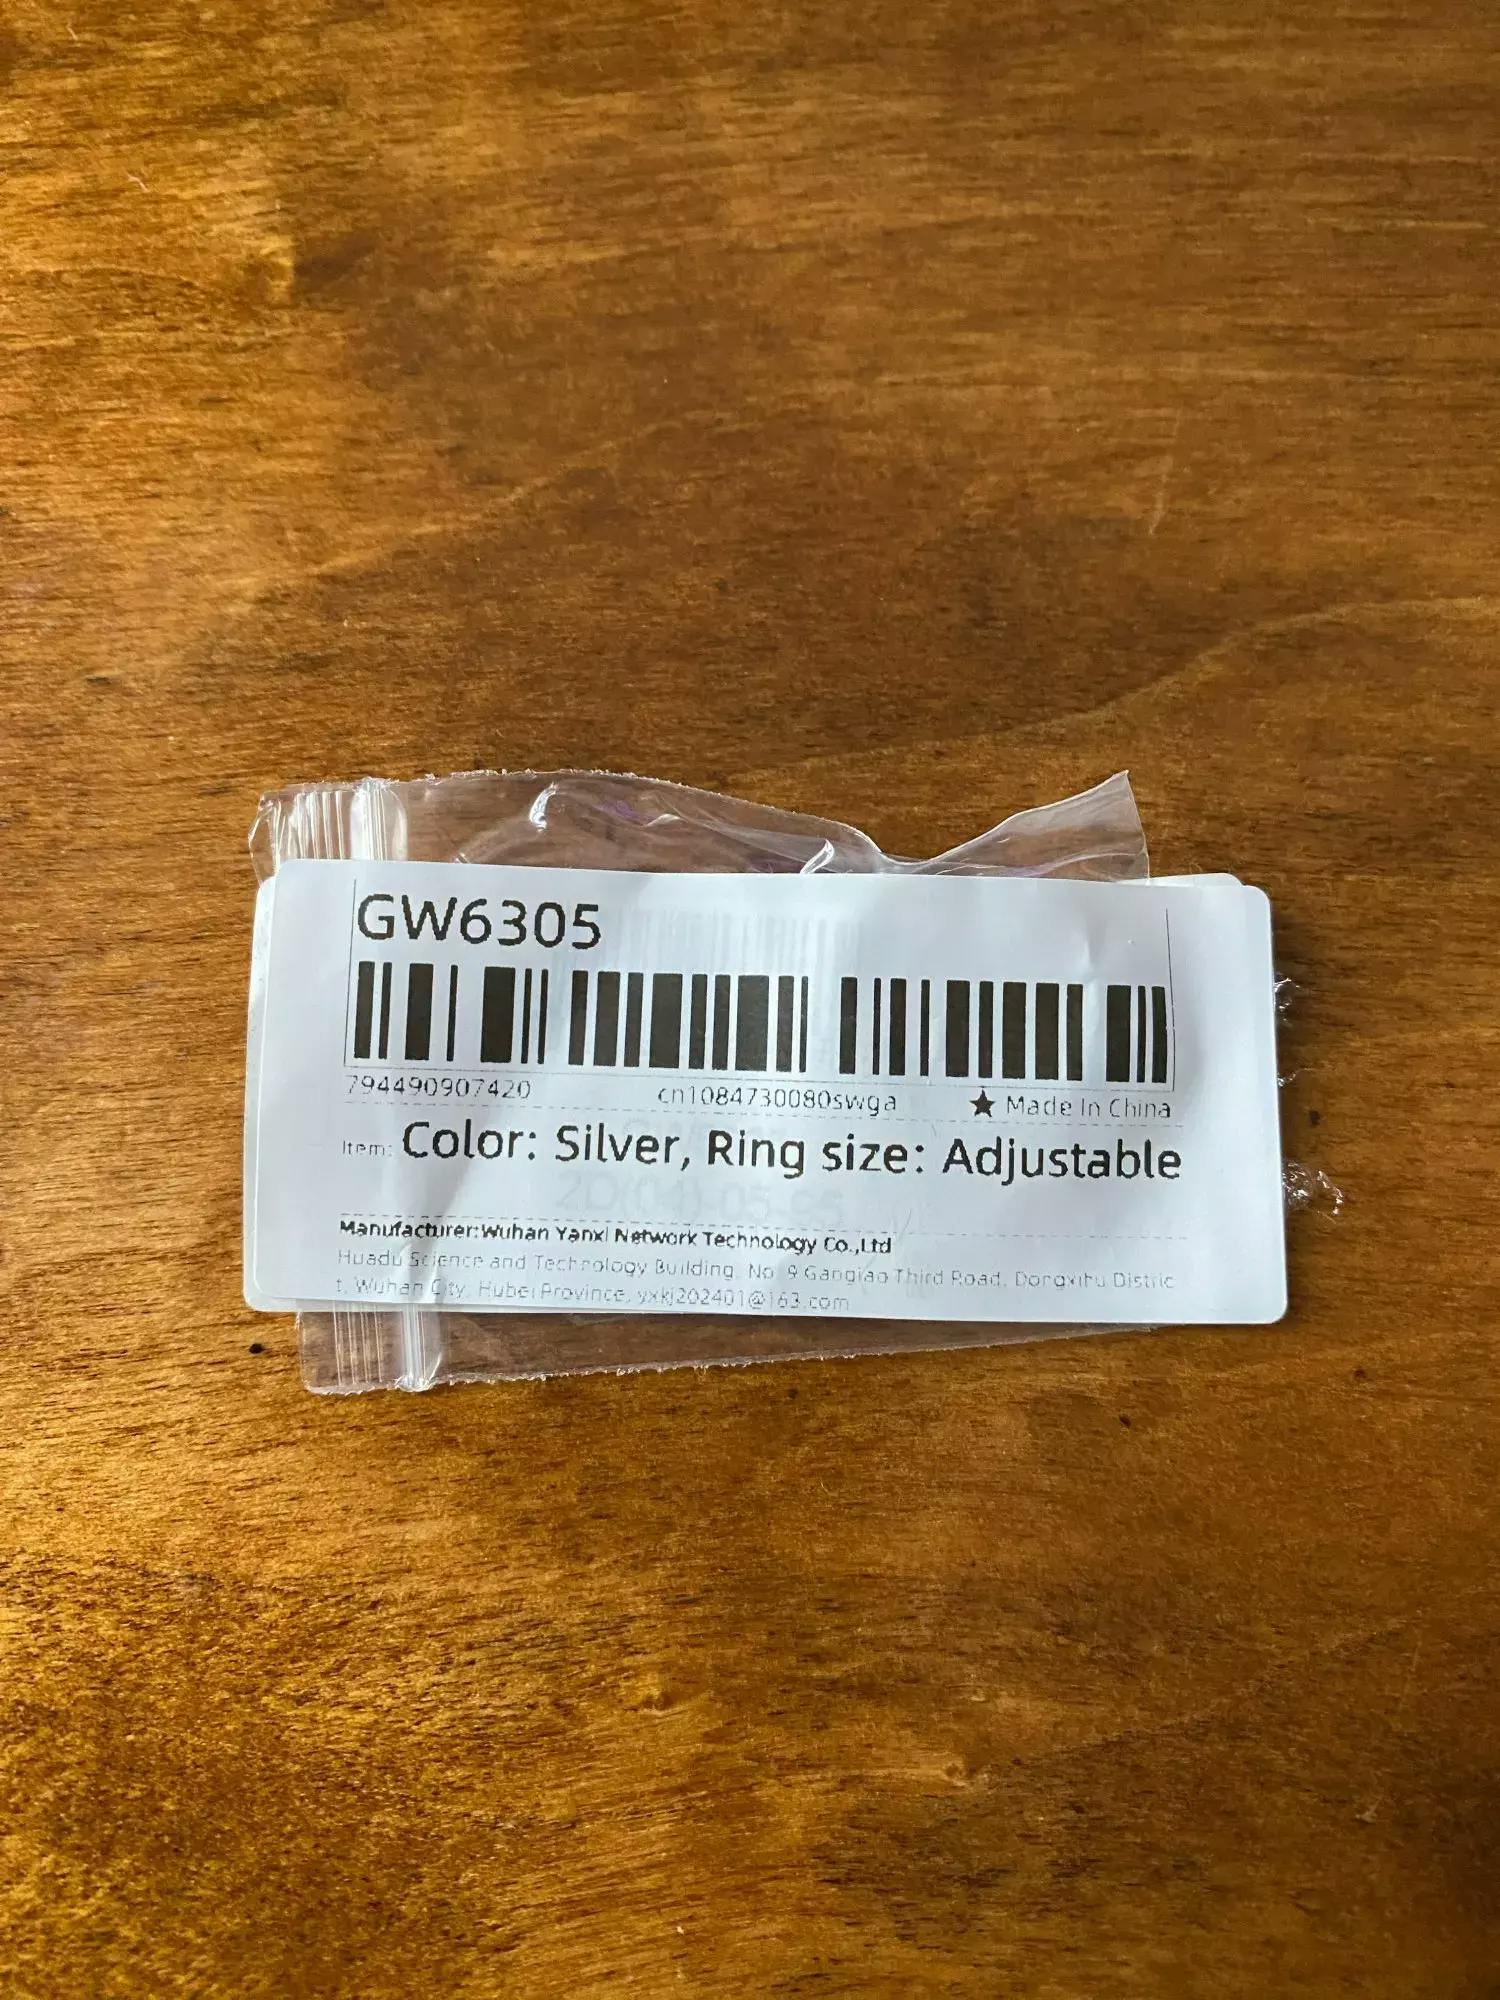 GW6305
794490907420 cn1084730080swga ★ Made In China
Item: Color: Silver, Ring size: Adjustable
Manufacturer:Wuhan Yanxi Network Technology Co.,Ltd
Huadu Science and Technology Building, No. 9 Gangiao Third Road, Dongxihu Distric
t, Wuhan City, Hubei Province, yxkj202401@163.com